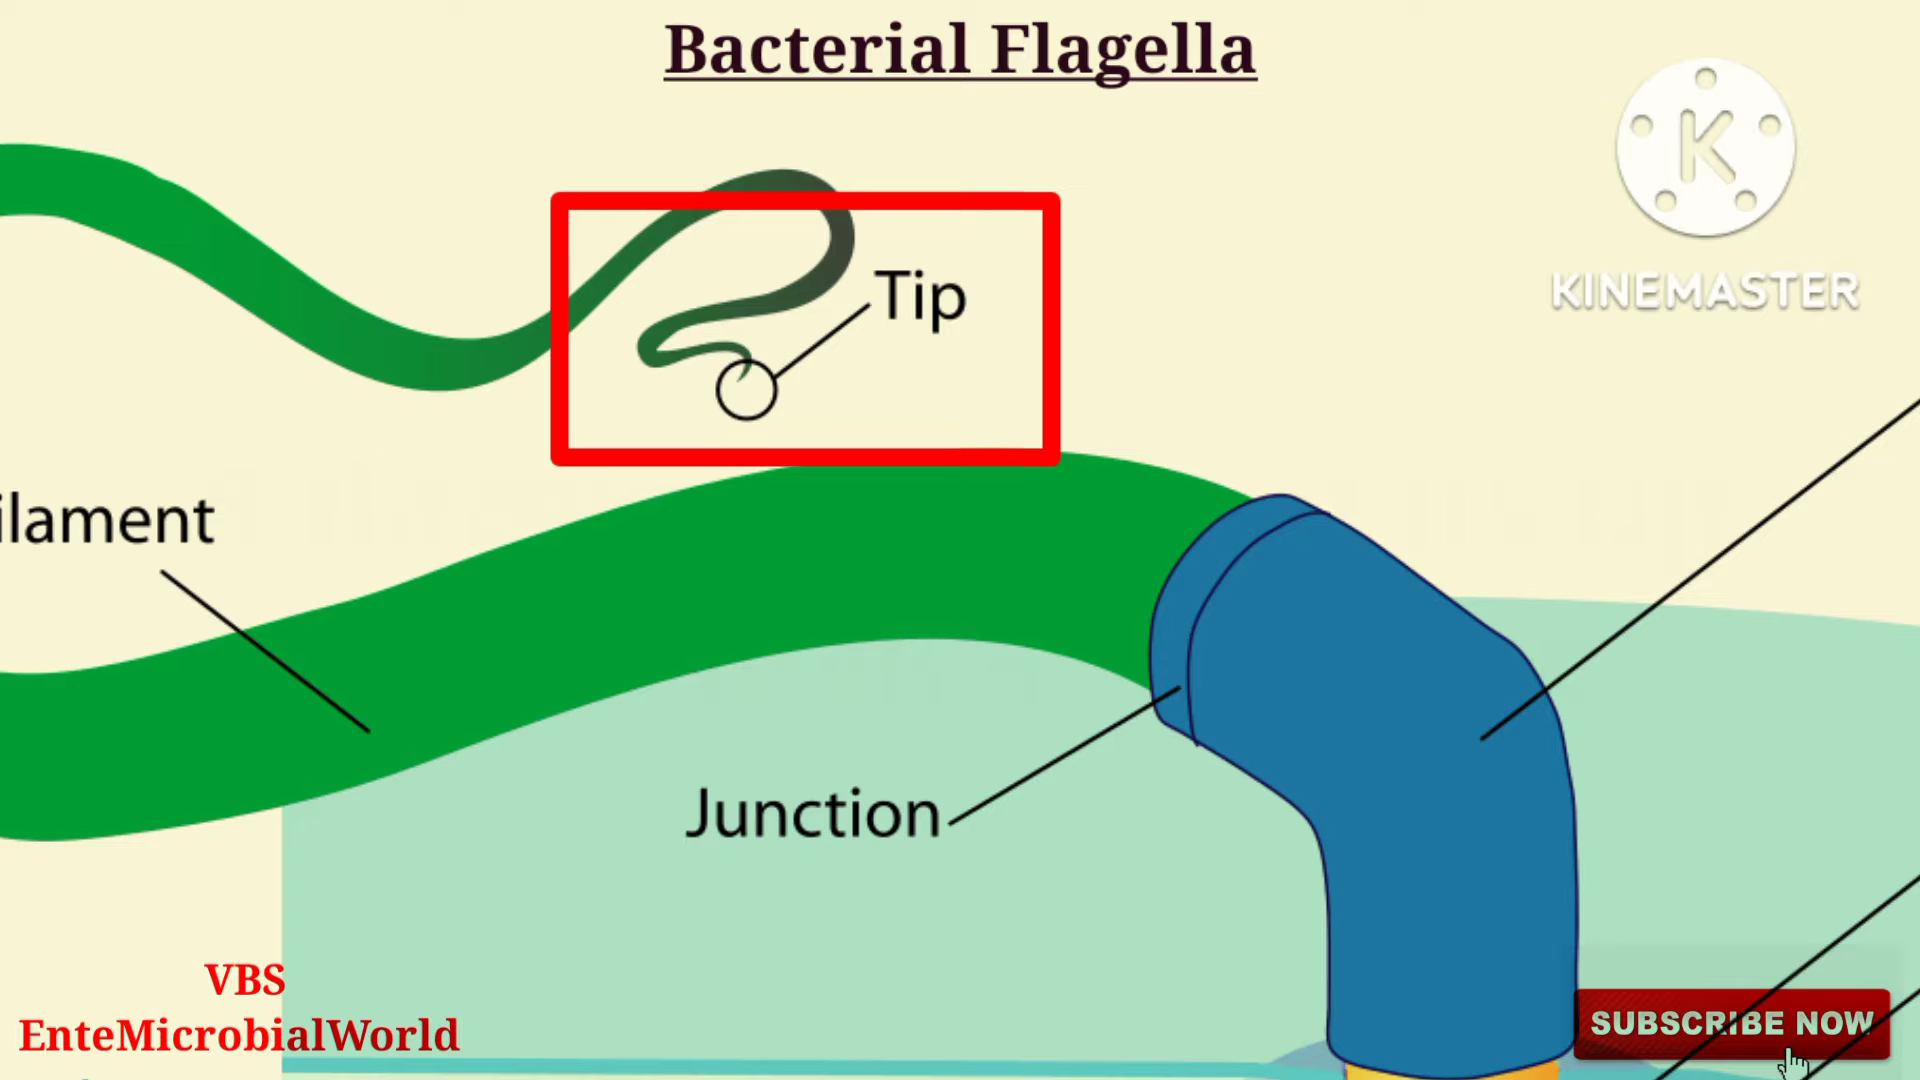 Bacterial Flagella
K
KINEMASTER
Tip
ilament
Junction
VBS
EnteMicrobialWorld
SUBSCRIBE NOW